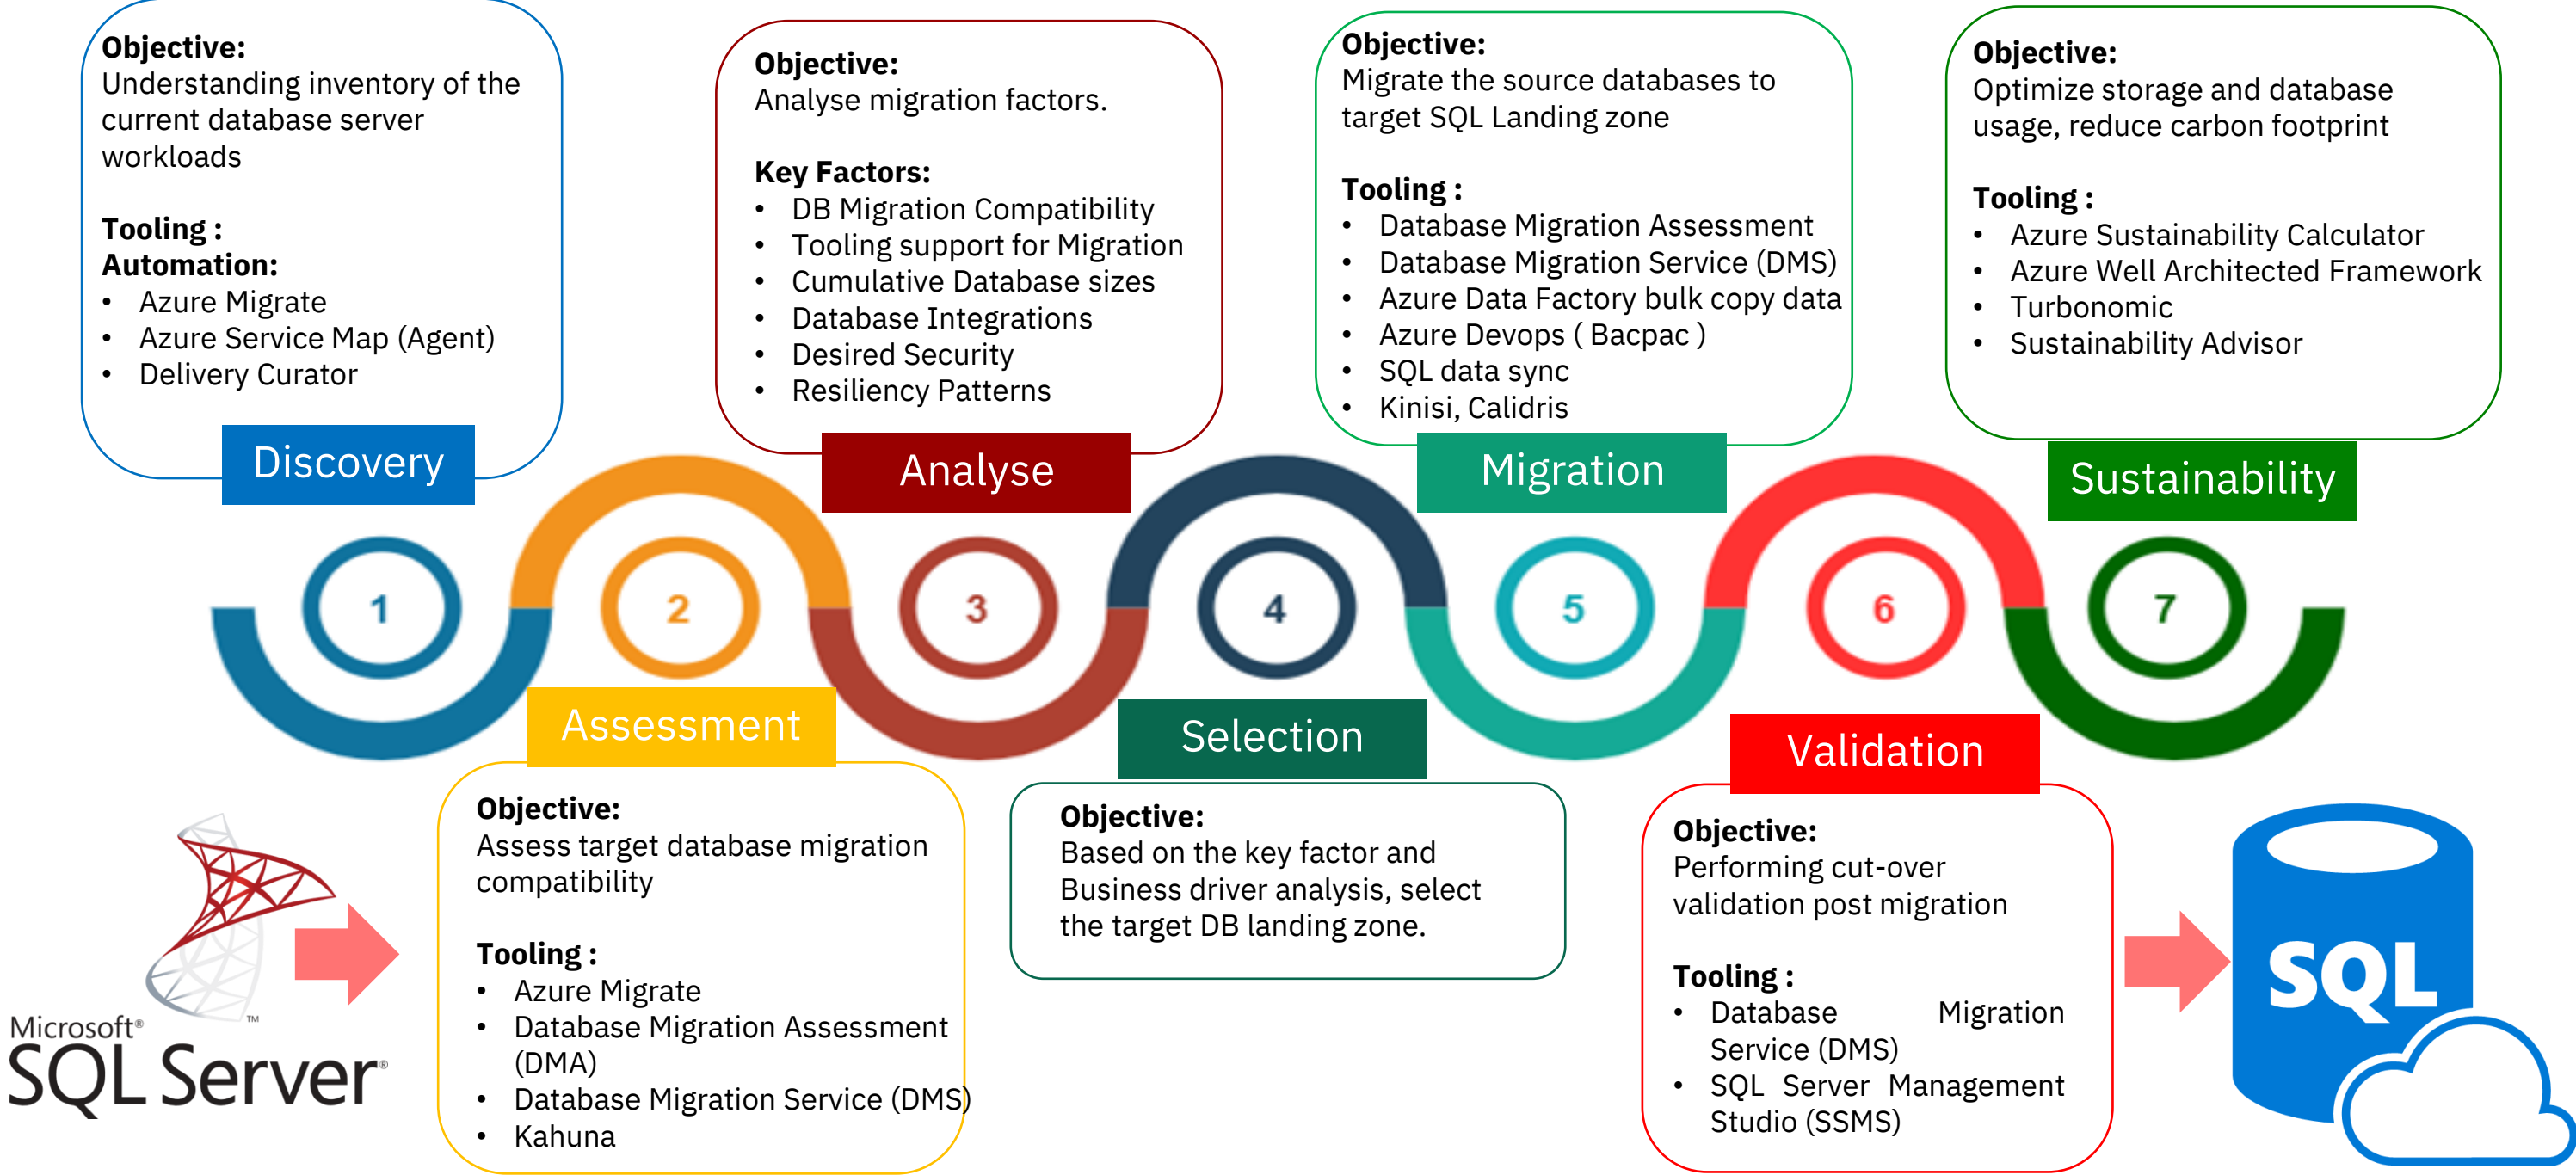 Objective:
Understanding inventory of the
current database server
workloads
Tooling :
Automation:
• Azure Migrate
• Azure Service Map (Agent)
• Delivery Curator
Discovery
1
Objective:
Assess target database migration
compatibility
Tooling :
• Azure Migrate
• Database Migration Assessment
(DMA)
• Database Migration Service (DMS)
• Kahuna
Assessment
2
Objective:
Analyse migration factors.
Key Factors:
• DB Migration Compatibility
• Tooling support for Migration
• Cumulative Database sizes
• Database Integrations
• Desired Security
• Resiliency Patterns
Analyse
3
Selection
4
Objective:
Based on the key factor and
Business driver analysis, select
the target DB landing zone.
Objective:
Migrate the source databases to
target SQL Landing zone
Tooling :
• Database Migration Assessment
• Database Migration Service (DMS)
• Azure Data Factory bulk copy data
• Azure Devops ( Bacpac )
• SQL data sync
• Kinisi, Calidris
Migration
5
Validation
6
Objective:
Performing cut-over
validation post migration
Tooling :
• Database Migration
Service (DMS)
• SQL Server Management
Studio (SSMS)
Objective:
Optimize storage and database
usage, reduce carbon footprint
Tooling :
• Azure Sustainability Calculator
• Azure Well Architected Framework
• Turbonomic
• Sustainability Advisor
Sustainability
7
™
Microsoft®
SQL Server®
SQL